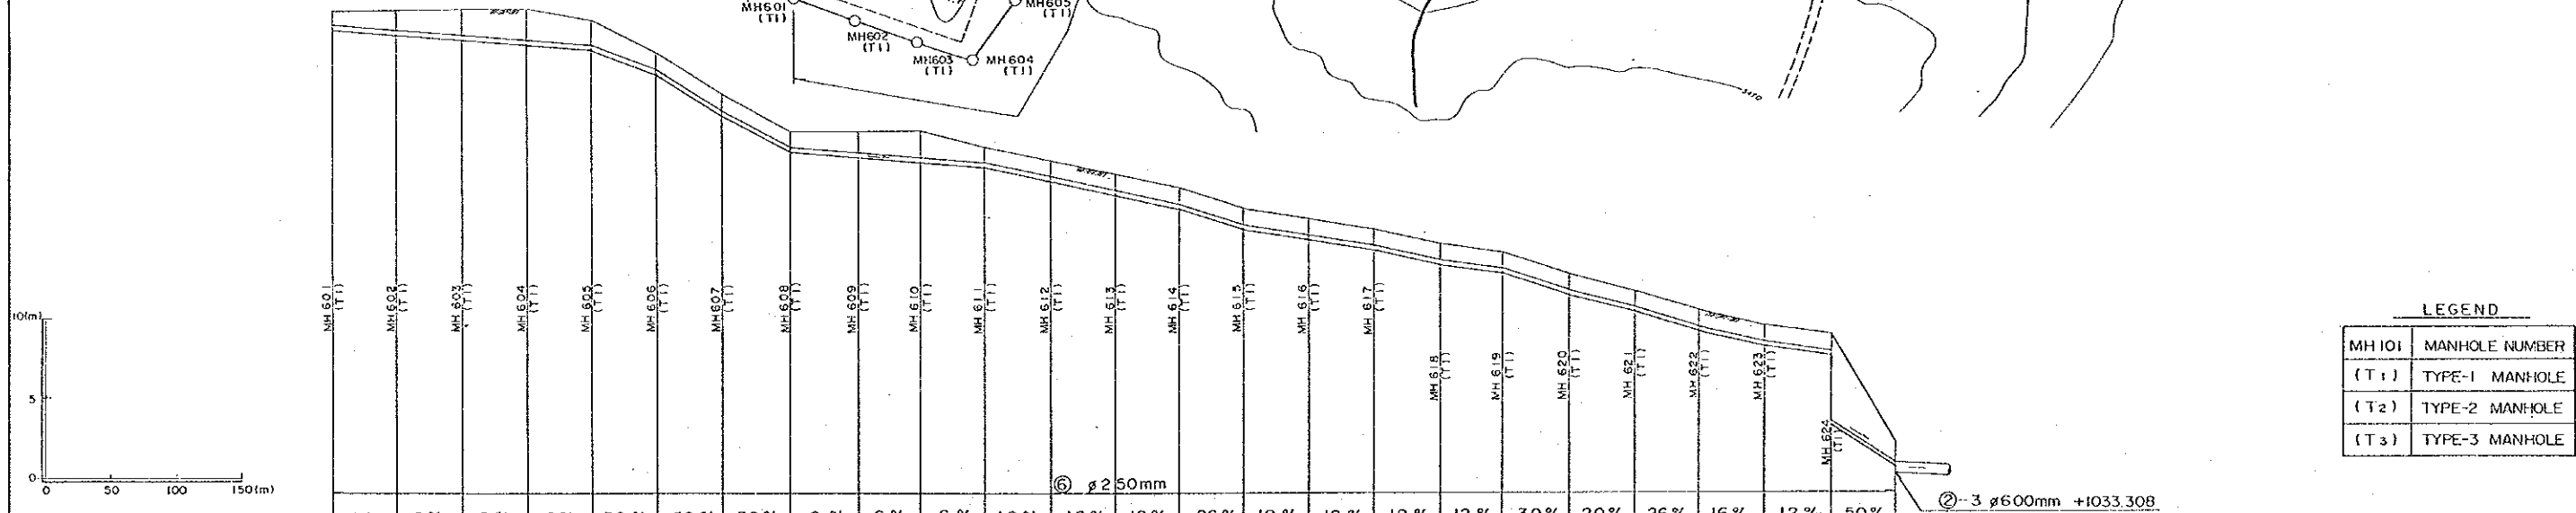 MH601
(T1)
MH602
(T1)
MH603
(T1)
MH604
(T1)
MH605
(T1)
3470
MH 601
(T1)
MH 602
(T1)
MH 603
(T1)
MH 604
(T1)
MH 605
(T1)
MH 606
(T1)
MH 607
(T1)
MH 608
(T1)
MH 609
(T1)
MH 610
(T1)
MH 611
(T1)
MH 612
(T1)
MH 613
(T1)
MH 614
(T1)
MH 615
(T1)
MH 616
(T1)
MH 617
(T1)
MH 618
(T1)
MH 619
(T1)
MH 620
(T1)
MH 621
(T1)
MH 622
(T1)
MH 623
(T1)
MH 624
(T1)
10(m)
5
0
0 50 100 150(m)
⑥ ø250mm
②-3 ø600mm +1033.308
LEGEND
MH 101 MANHOLE NUMBER
(T1) TYPE-1 MANHOLE
(T2) TYPE-2 MANHOLE
(T3) TYPE-3 MANHOLE